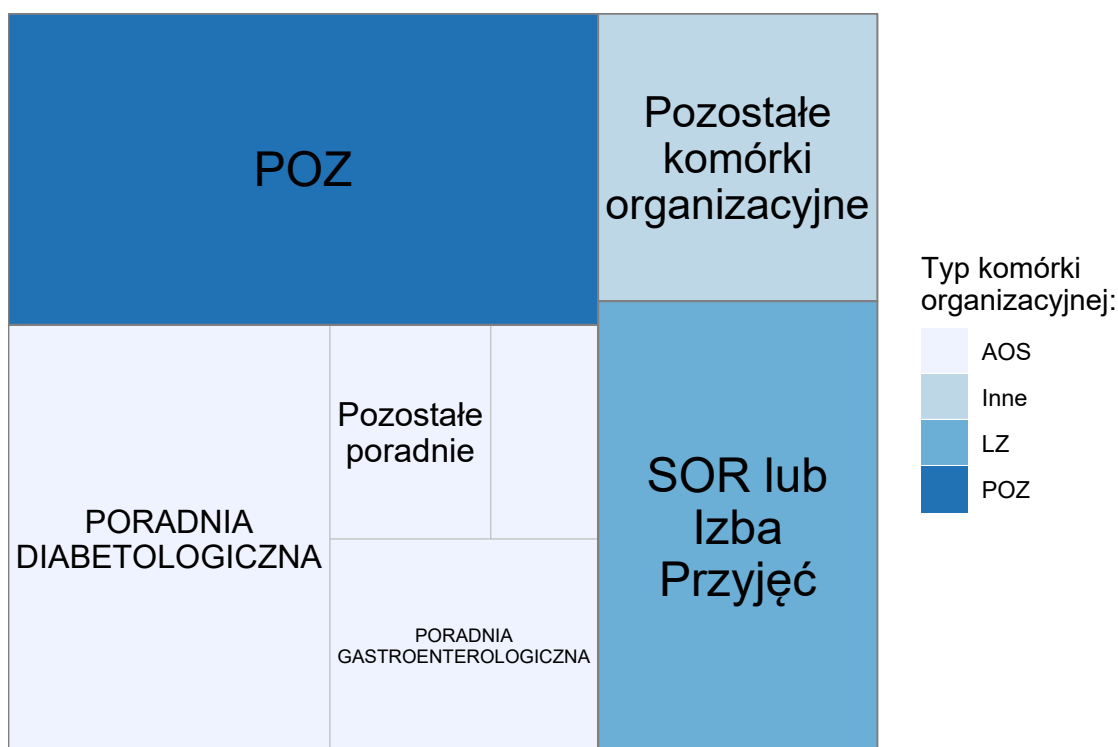 POZ
Pozostałe
komórki
organizacyjne
PORADNIA
DIABETOLOGICZNA
Pozostałe
poradnie
PORADNIA
GASTROENTEROLOGICZNA
SOR lub
Izba
Przyjęć
Typ komórki
organizacyjnej:
AOS
Inne
LZ
POZ